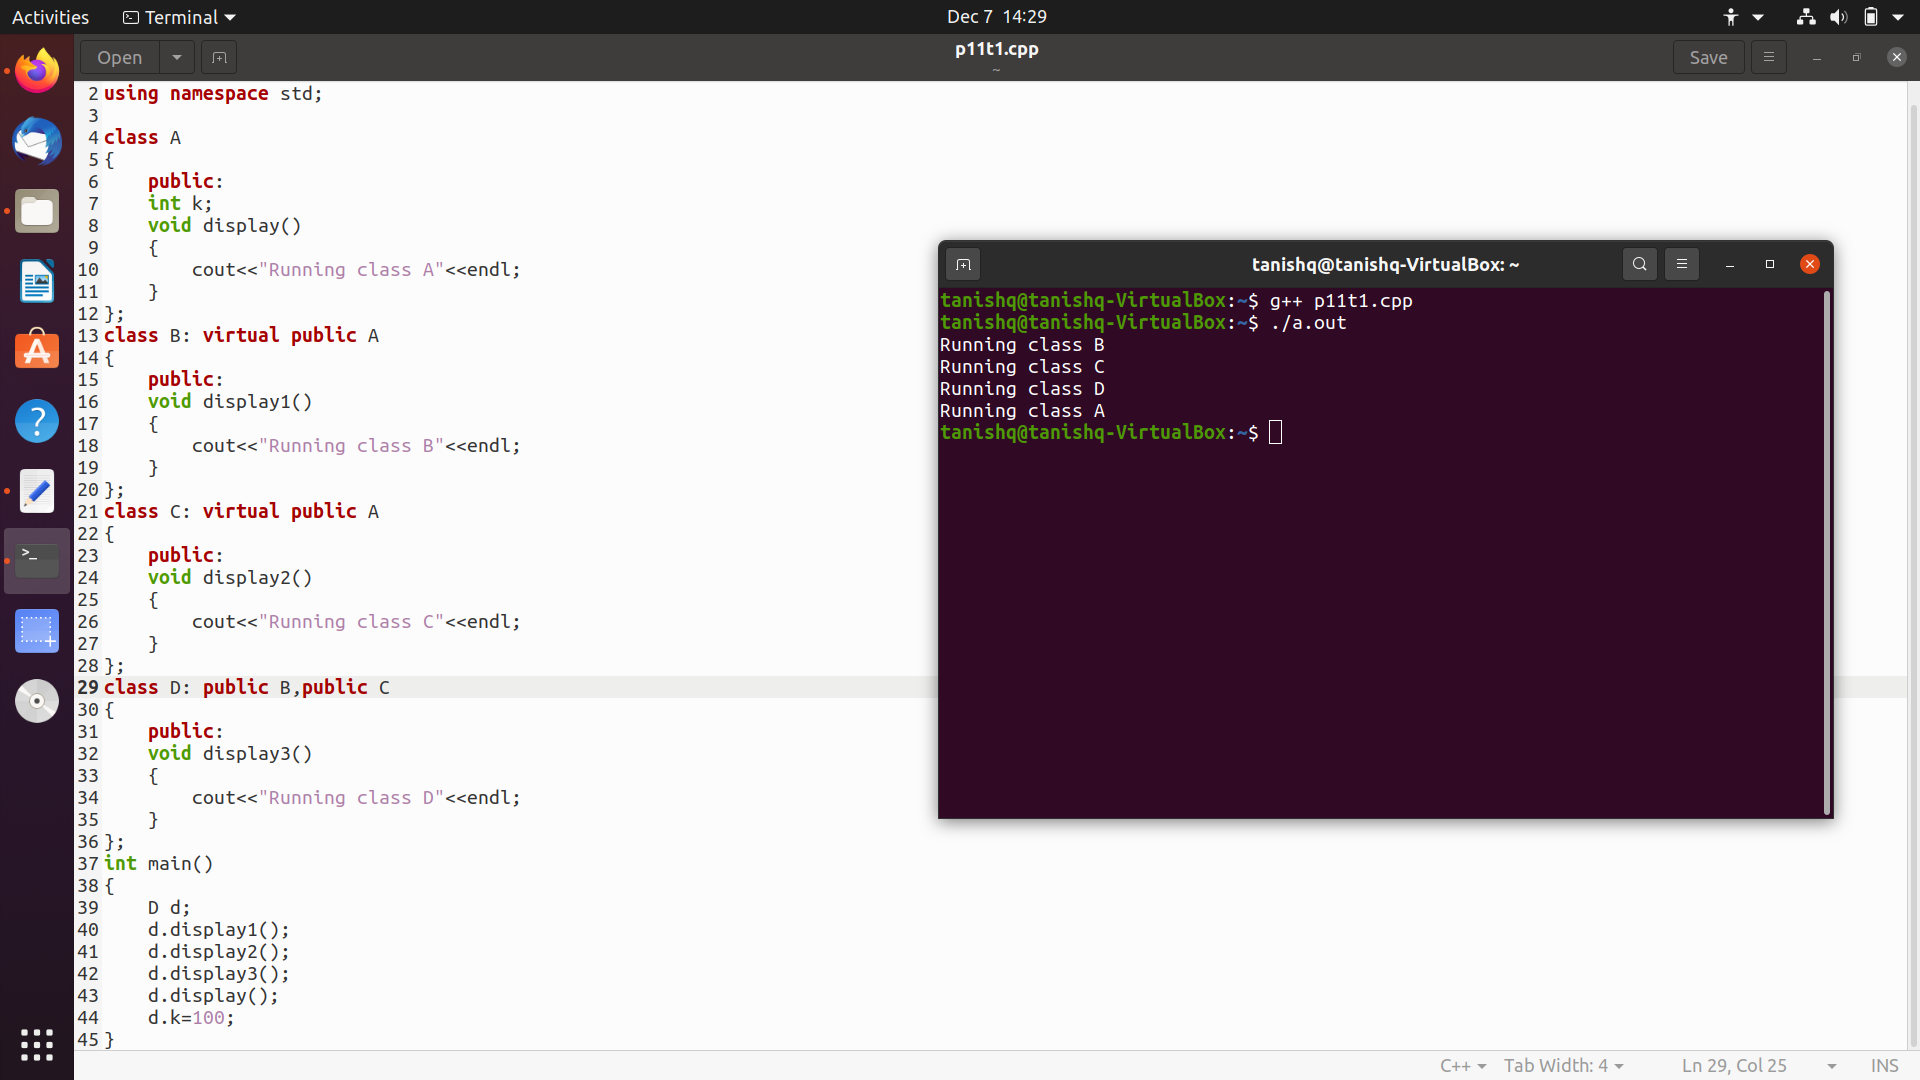 Activities
Terminal
Dec 7 14:29
Open
p11t1.cpp
~
Save
2 using namespace std;
3
4 class A
5 {
6     public:
7     int k;
8     void display()
9     {
10         cout<<"Running class A"<<endl;
11     }
12 };
13 class B: virtual public A
14 {
15     public:
16     void display1()
17     {
18         cout<<"Running class B"<<endl;
19     }
20 };
21 class C: virtual public A
22 {
23     public:
24     void display2()
25     {
26         cout<<"Running class C"<<endl;
27     }
28 };
29 class D: public B,public C
30 {
31     public:
32     void display3()
33     {
34         cout<<"Running class D"<<endl;
35     }
36 };
37 int main()
38 {
39     D d;
40     d.display1();
41     d.display2();
42     d.display3();
43     d.display();
44     d.k=100;
45 }
tanishq@tanishq-VirtualBox: ~
tanishq@tanishq-VirtualBox:~$ g++ p11t1.cpp
tanishq@tanishq-VirtualBox:~$ ./a.out
Running class B
Running class C
Running class D
Running class A
tanishq@tanishq-VirtualBox:~$
C++
Tab Width: 4
Ln 29, Col 25
INS